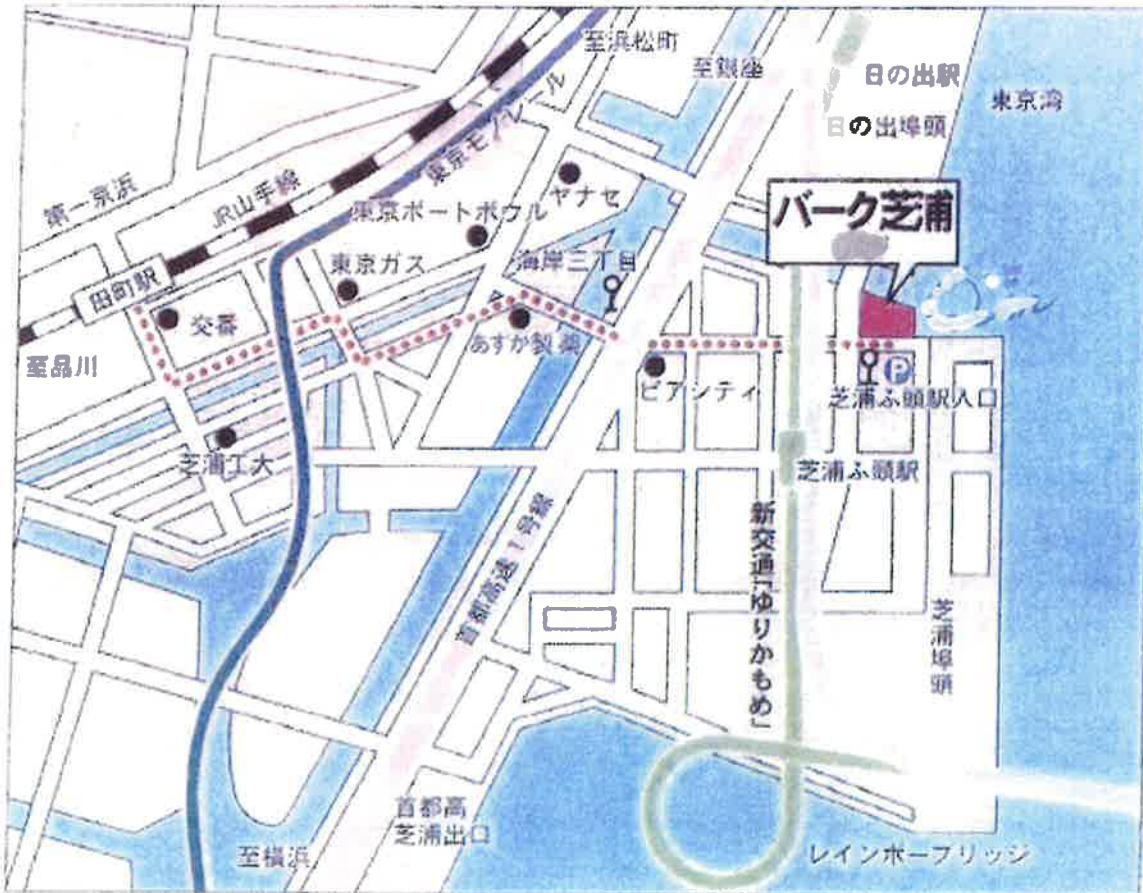 至浜松町
至銀座
日の出駅
東京湾
日の出埠頭
第一京浜
JR山手線
東京モノレール
ヤナセ
バーク芝浦
東京ポートボウル
東京ガス
海岸三丁目
田町駅
交番
あすか製薬
至品川
ピアシティ
P
芝浦ふ頭駅入口
芝浦工大
芝浦ふ頭駅
首都高速1号線
新交通「ゆりかもめ」
芝浦埠頭
首都高
芝浦出口
至横浜
レインボーブリッジ